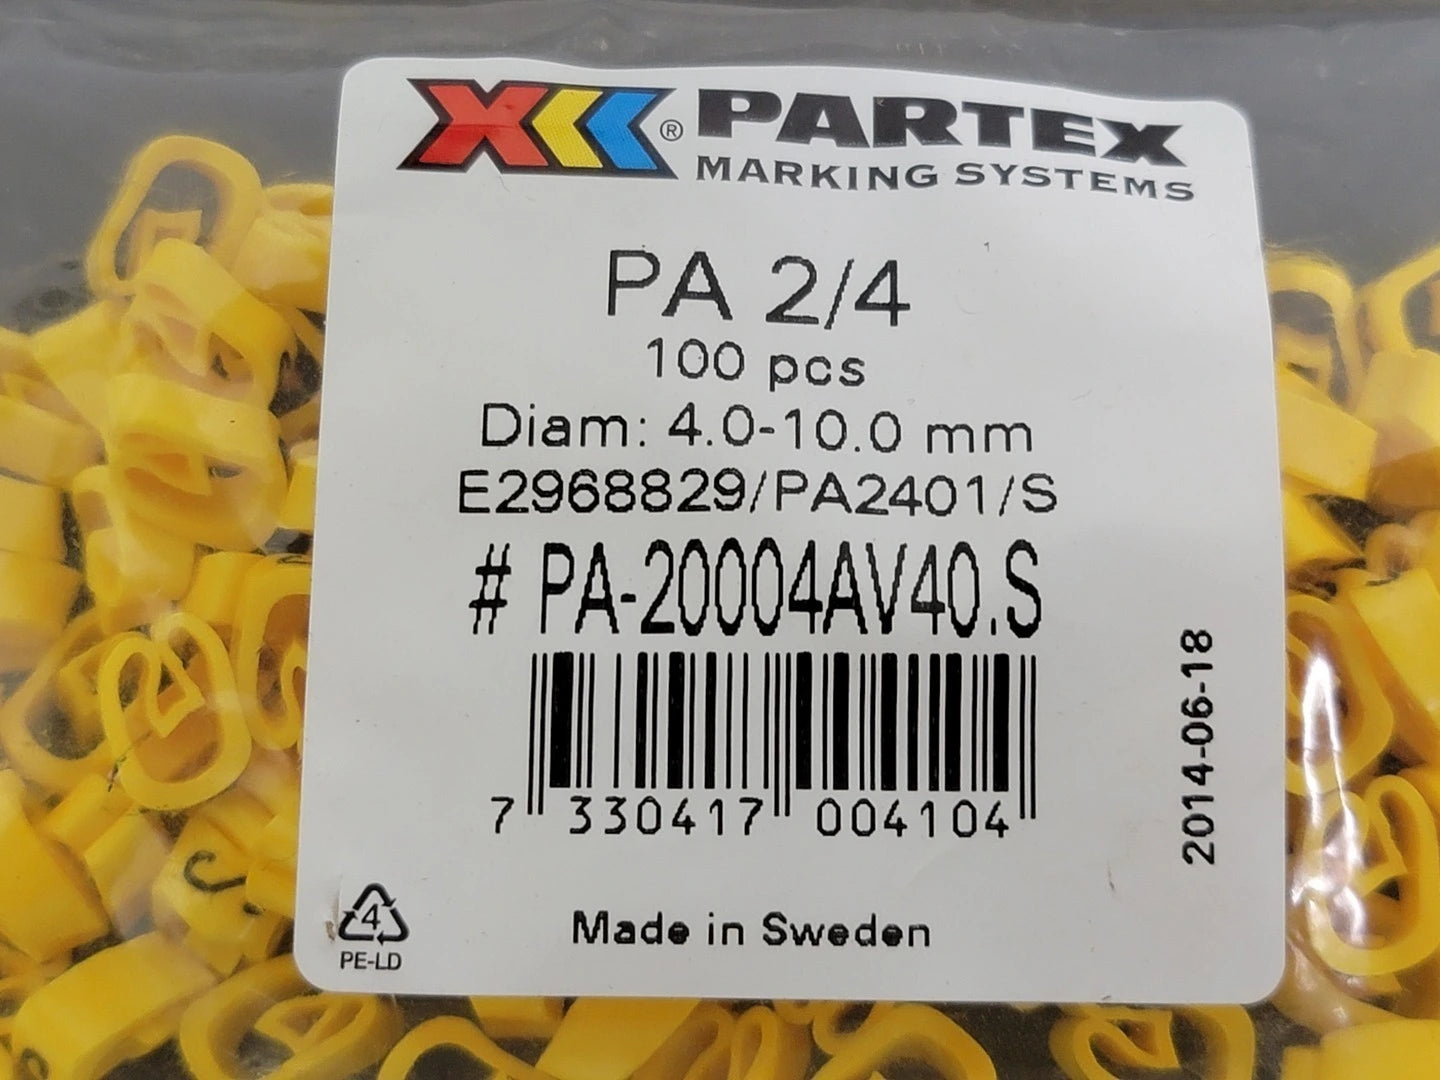 ® PARTEX
MARKING SYSTEMS
PA 2/4
100 pcs
Diam: 4.0-10.0 mm
E2968829/PA2401/S
# PA-20004AV40.S
7 330417 004104
2014-06-18
4
PE-LD
Made in Sweden